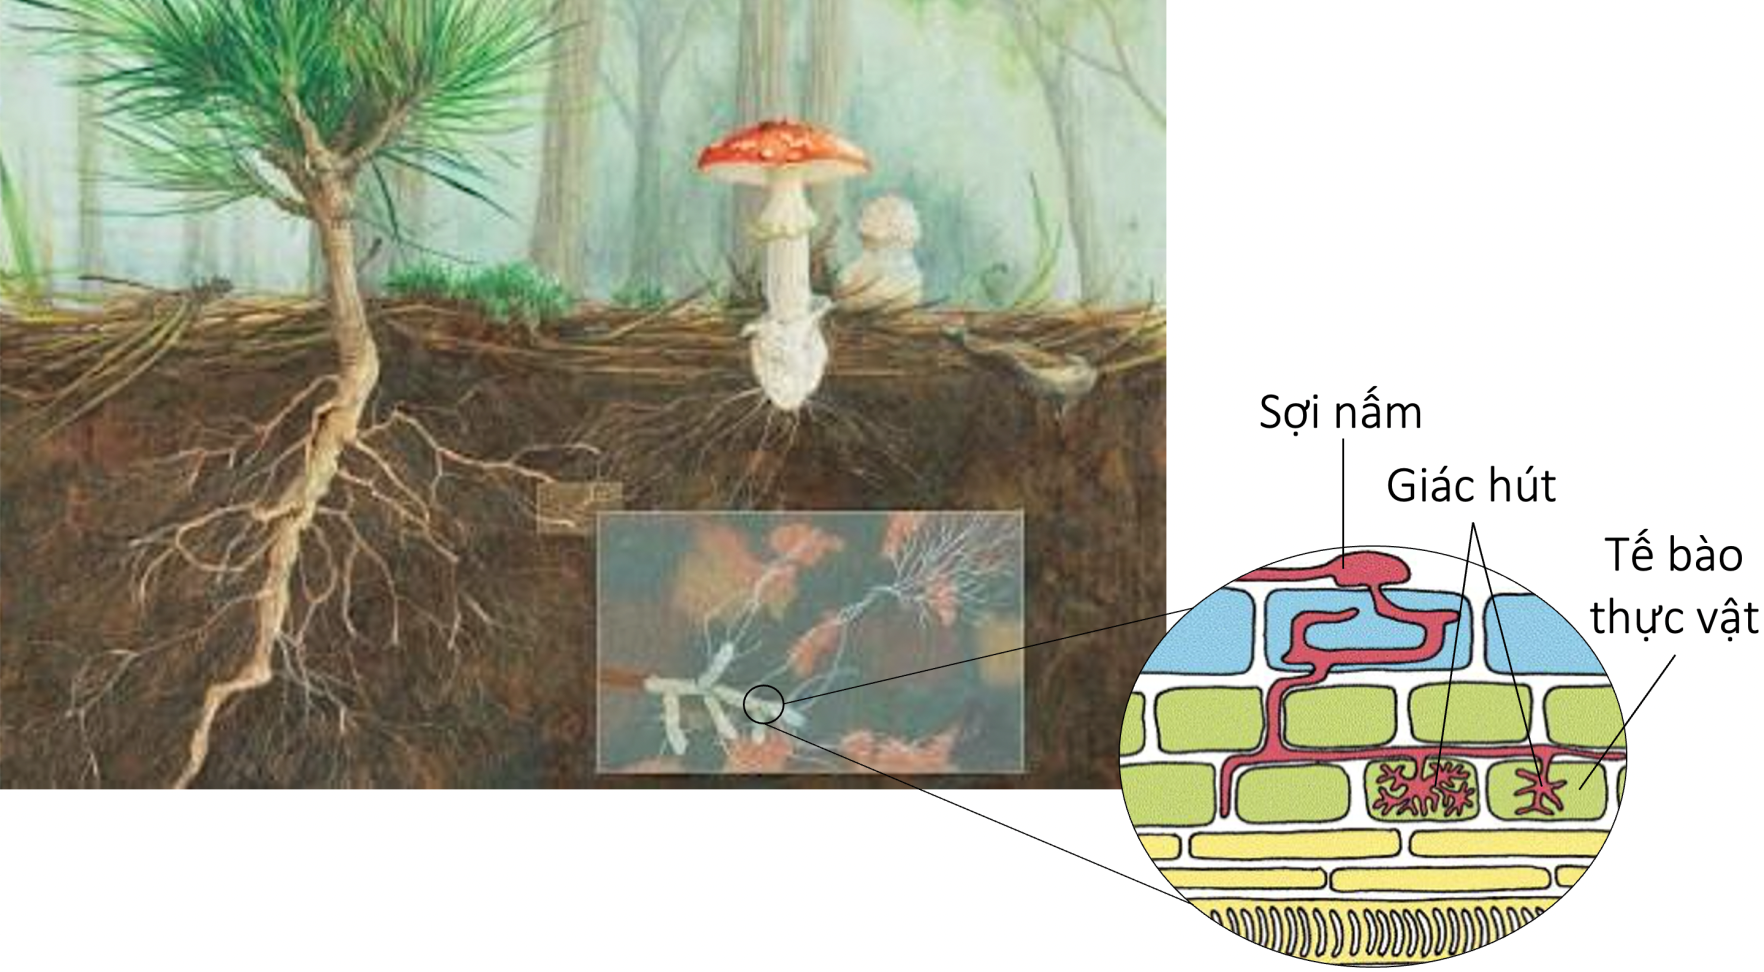 Sợi nấm
Giác hút
Tế bào
thực vật